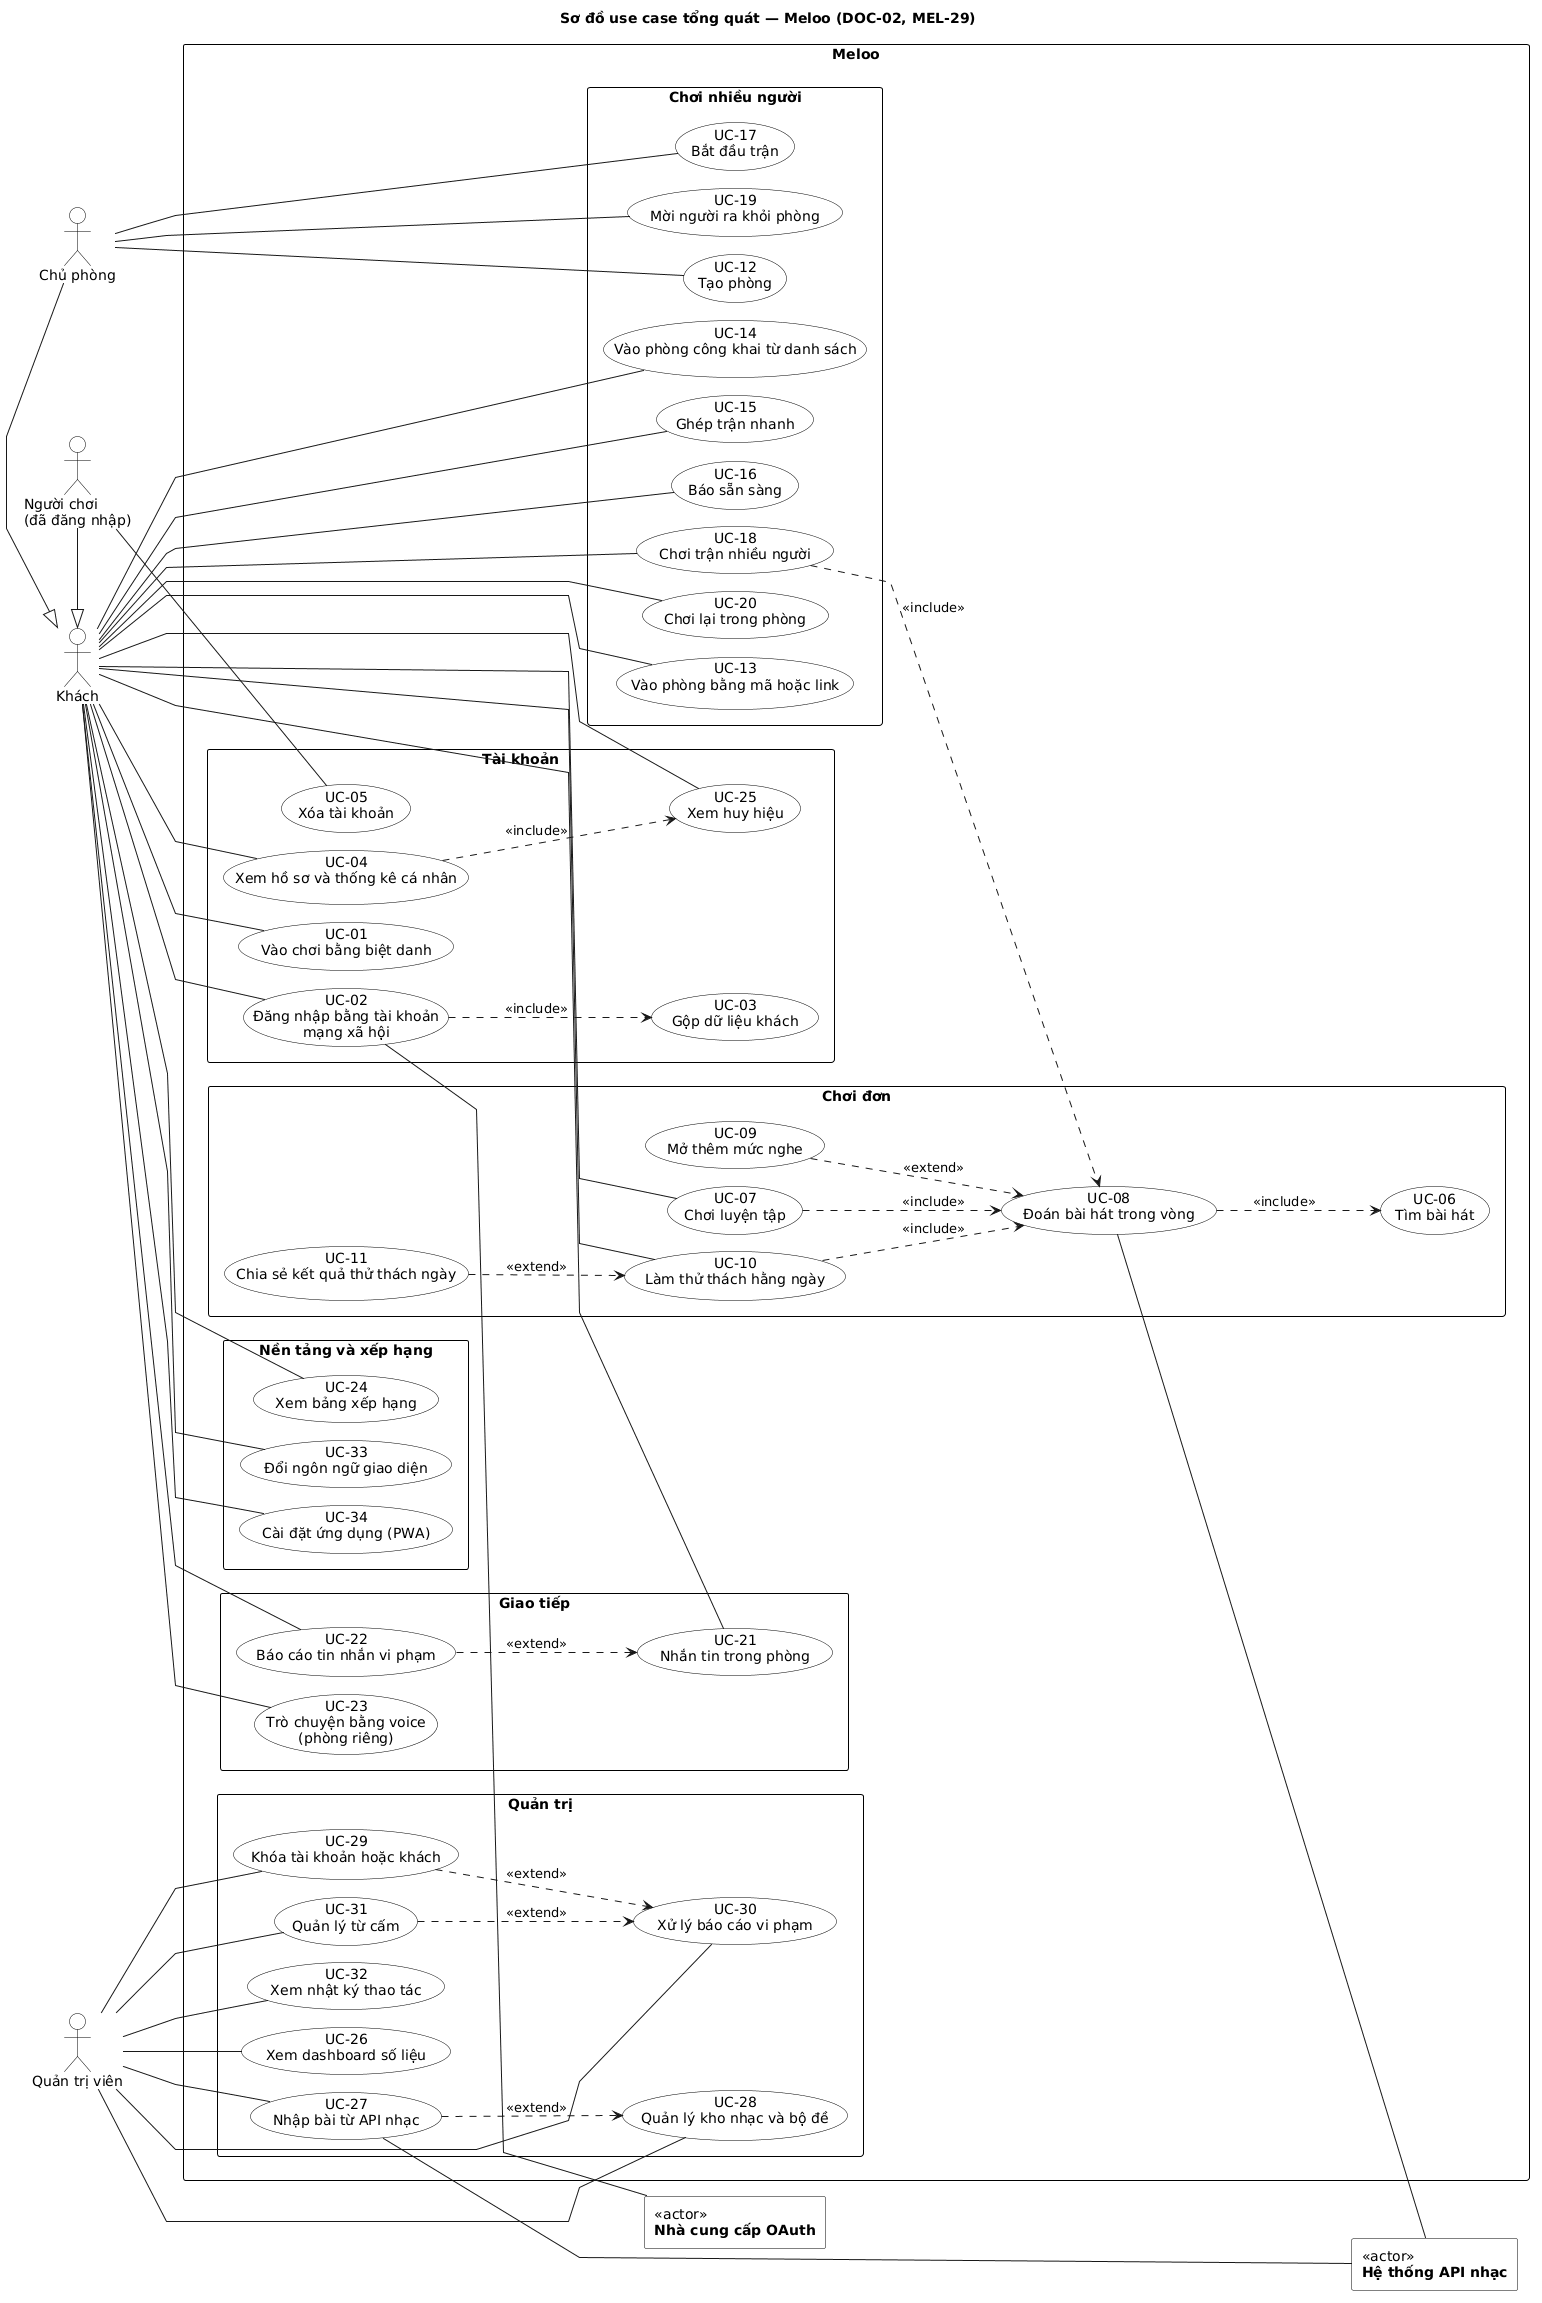 Sơ đồ use case tổng quát — Meloo (DOC-02, MEL-29)
Meloo
Chơi nhiều người
UC-17
Bắt đầu trận
UC-19
Mời người ra khỏi phòng
UC-12
Tạo phòng
UC-14
Vào phòng công khai từ danh sách
UC-15
Ghép trận nhanh
UC-16
Báo sẵn sàng
UC-18
Chơi trận nhiều người
UC-20
Chơi lại trong phòng
UC-13
Vào phòng bằng mã hoặc link
Chủ phòng
Người chơi
(đã đăng nhập)
Khách
«include»
Tài khoản
UC-05
Xóa tài khoản
UC-25
Xem huy hiệu
«include»
UC-04
Xem hồ sơ và thống kê cá nhân
UC-01
Vào chơi bằng biệt danh
UC-02
Đăng nhập bằng tài khoản
mạng xã hội
«include»
UC-03
Gộp dữ liệu khách
Chơi đơn
UC-09
Mở thêm mức nghe
«extend»
UC-07
Chơi luyện tập
«include»
UC-08
Đoán bài hát trong vòng
«include»
UC-06
Tìm bài hát
«include»
UC-11
Chia sẻ kết quả thử thách ngày
«extend»
UC-10
Làm thử thách hằng ngày
Nền tảng và xếp hạng
UC-24
Xem bảng xếp hạng
UC-33
Đổi ngôn ngữ giao diện
UC-34
Cài đặt ứng dụng (PWA)
Giao tiếp
UC-22
Báo cáo tin nhắn vi phạm
«extend»
UC-21
Nhắn tin trong phòng
UC-23
Trò chuyện bằng voice
(phòng riêng)
Quản trị
UC-29
Khóa tài khoản hoặc khách
«extend»
UC-31
Quản lý từ cấm
«extend»
UC-30
Xử lý báo cáo vi phạm
UC-32
Xem nhật ký thao tác
UC-26
Xem dashboard số liệu
UC-27
Nhập bài từ API nhạc
«extend»
UC-28
Quản lý kho nhạc và bộ đề
Quản trị viên
«actor»
Nhà cung cấp OAuth
«actor»
Hệ thống API nhạc